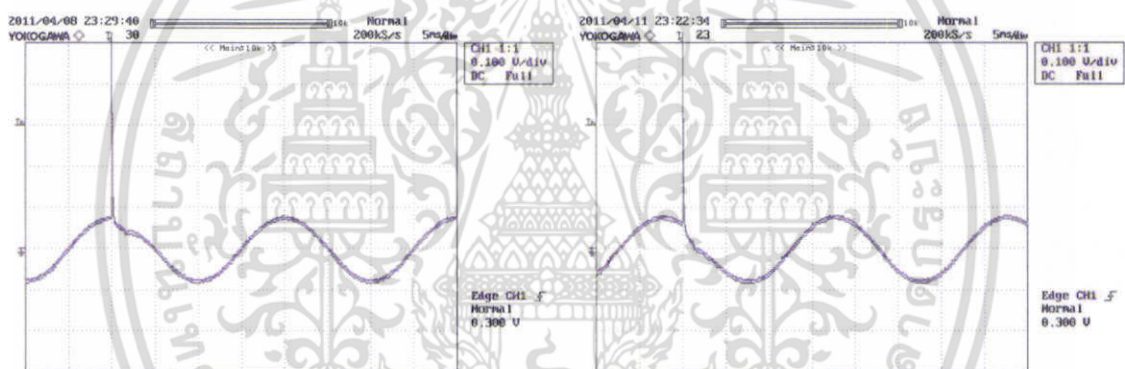 2011/04/08 23:29:40
10k
Normal
YOKOGAWA
30
200kS/s
5ms/div
<< Main:10k >>
CH1 1:1
0.100 V/div
DC Full
Edge CH1
Normal
0.300 V
2011/04/11 23:22:34
10k
Normal
YOKOGAWA
23
200kS/s
5ms/div
<< Main:10k >>
CH1 1:1
0.100 V/div
DC Full
Edge CH1
Normal
0.300 V